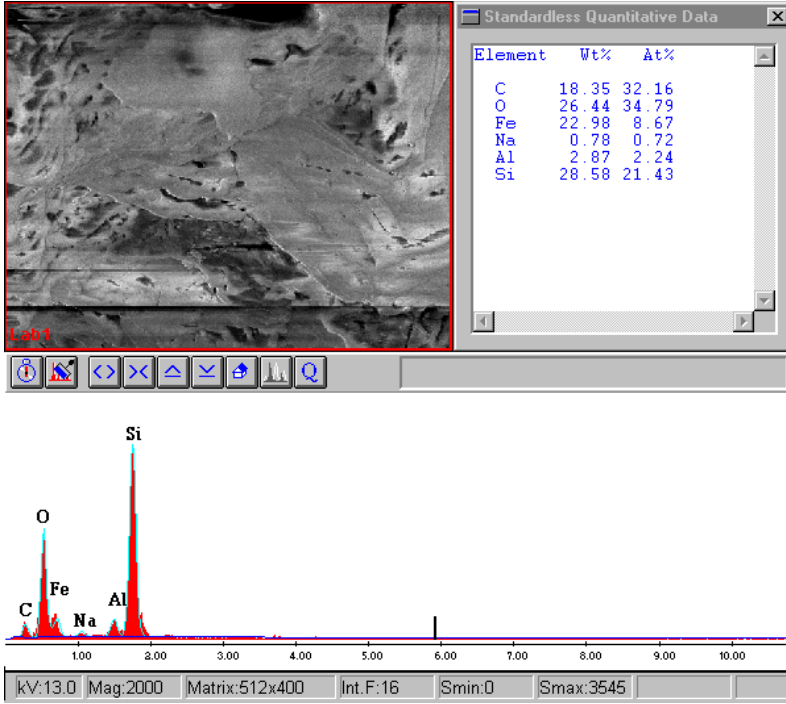 Standardless Quantitative Data
Element Wt% At%
C 18.35 32.16
O 26.44 34.79
Fe 22.98 8.67
Na 0.78 0.72
Al 2.87 2.24
Si 28.58 21.43
Lab1
Q
Si
O
Fe
C
Na
Al
1.00 2.00 3.00 4.00 5.00 6.00 7.00 8.00 9.00 10.00
kV:13.0 Mag:2000 Matrix:512x400 Int.F:16 Smin:0 Smax:3545